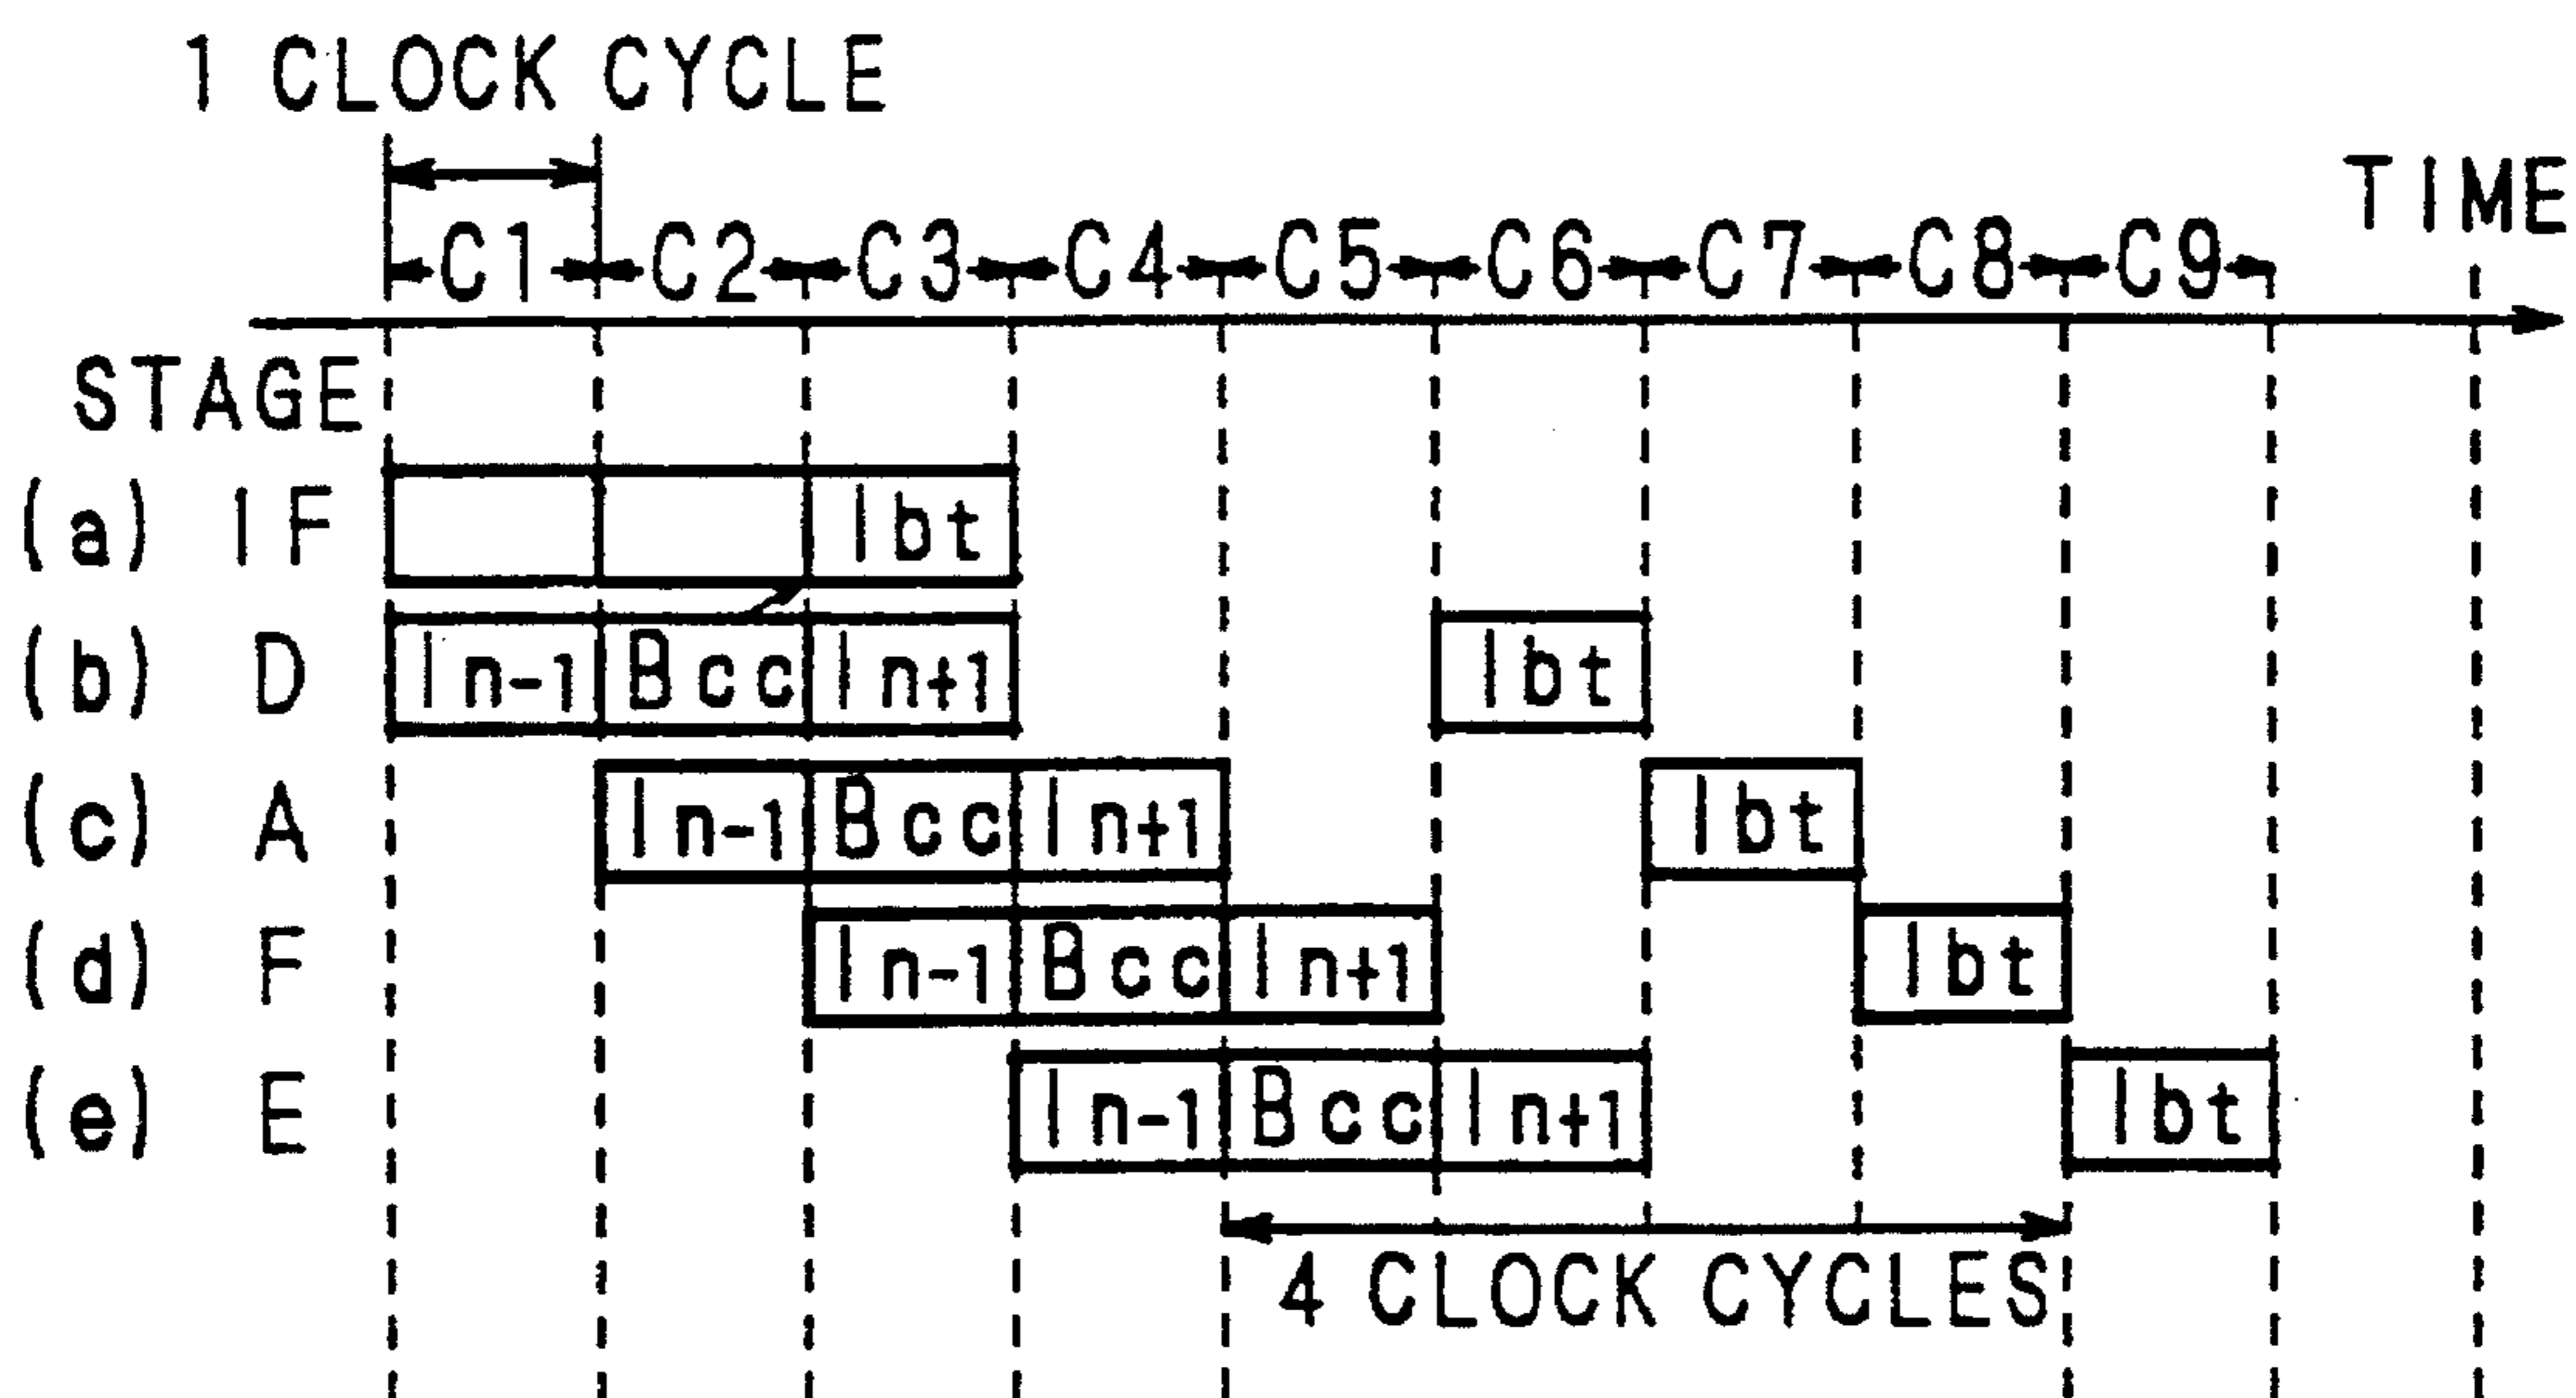 1 CLOCK CYCLE
TIME
C1 C2 C3 C4 C5 C6 C7 C8 C9
STAGE
(a) IF Ibt
(b) D In-1 Bcc In+1 Ibt
(c) A In-1 Bcc In+1 Ibt
(d) F In-1 Bcc In+1 Ibt
(e) E In-1 Bcc In+1 Ibt
4 CLOCK CYCLES